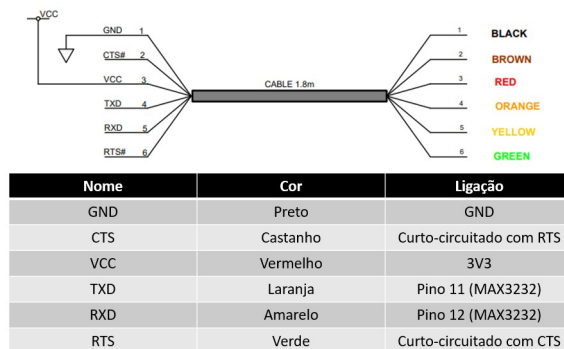 VCC
GND 1
CTS# 2
VCC 3
TXD 4
RXD 5
RTS# 6
CABLE 1.8m
1 BLACK
2 BROWN
3 RED
4 ORANGE
5 YELLOW
6 GREEN
Nome Cor Ligação
GND Preto GND
CTS Castanho Curto-circuitado com RTS
VCC Vermelho 3V3
TXD Laranja Pino 11 (MAX3232)
RXD Amarelo Pino 12 (MAX3232)
RTS Verde Curto-circuitado com CTS